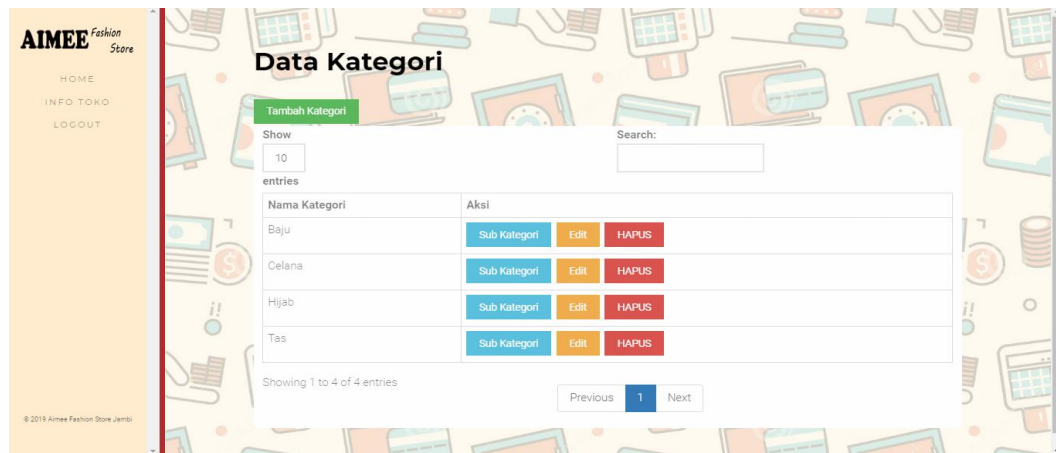 AIMEE Fashion
Store
HOME
INFO TOKO
LOGOUT
© 2019 Aimee Fashion Store Jambi
Data Kategori
Tambah Kategori
Show
10
entries
Search:
Nama Kategori Aksi
Baju Sub Kategori Edit HAPUS
Celana Sub Kategori Edit HAPUS
Hijab Sub Kategori Edit HAPUS
Tas Sub Kategori Edit HAPUS
Showing 1 to 4 of 4 entries
Previous 1 Next